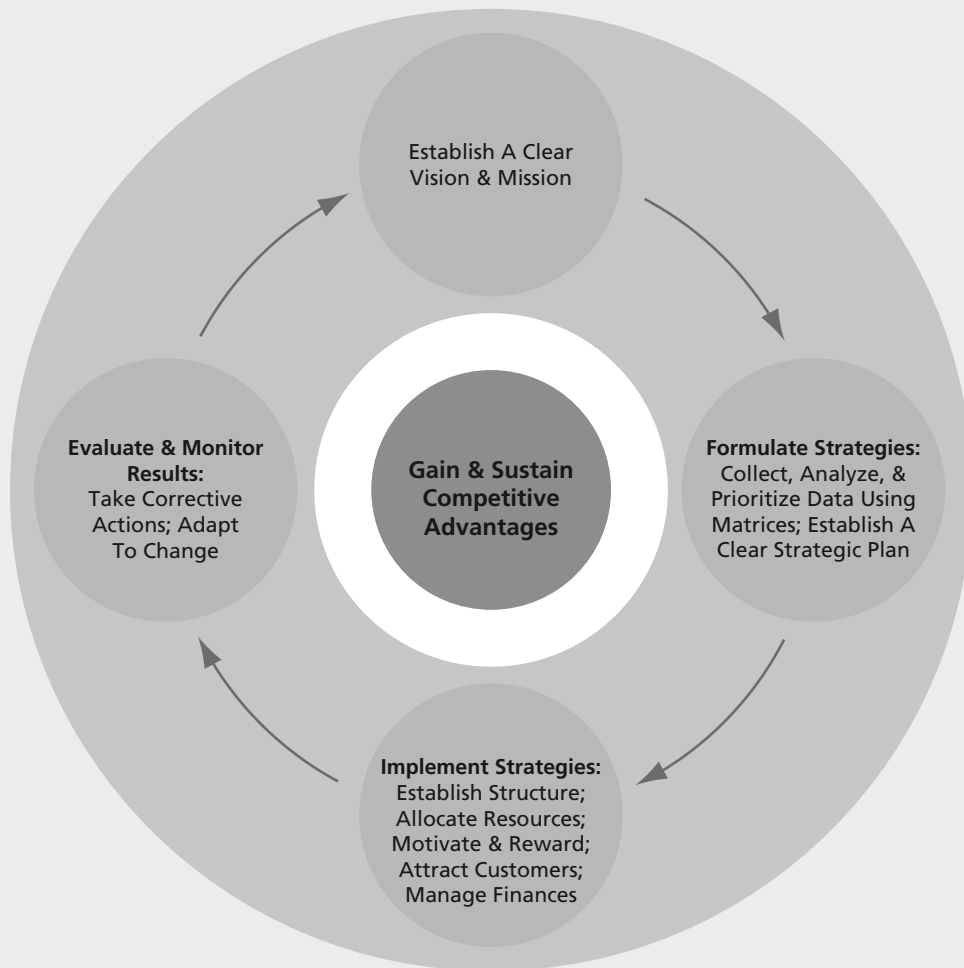 Establish A Clear
Vision & Mission
Formulate Strategies:
Collect, Analyze, &
Prioritize Data Using
Matrices; Establish A
Clear Strategic Plan
Implement Strategies:
Establish Structure;
Allocate Resources;
Motivate & Reward;
Attract Customers;
Manage Finances
Evaluate & Monitor
Results:
Take Corrective
Actions; Adapt
To Change
Gain & Sustain
Competitive
Advantages